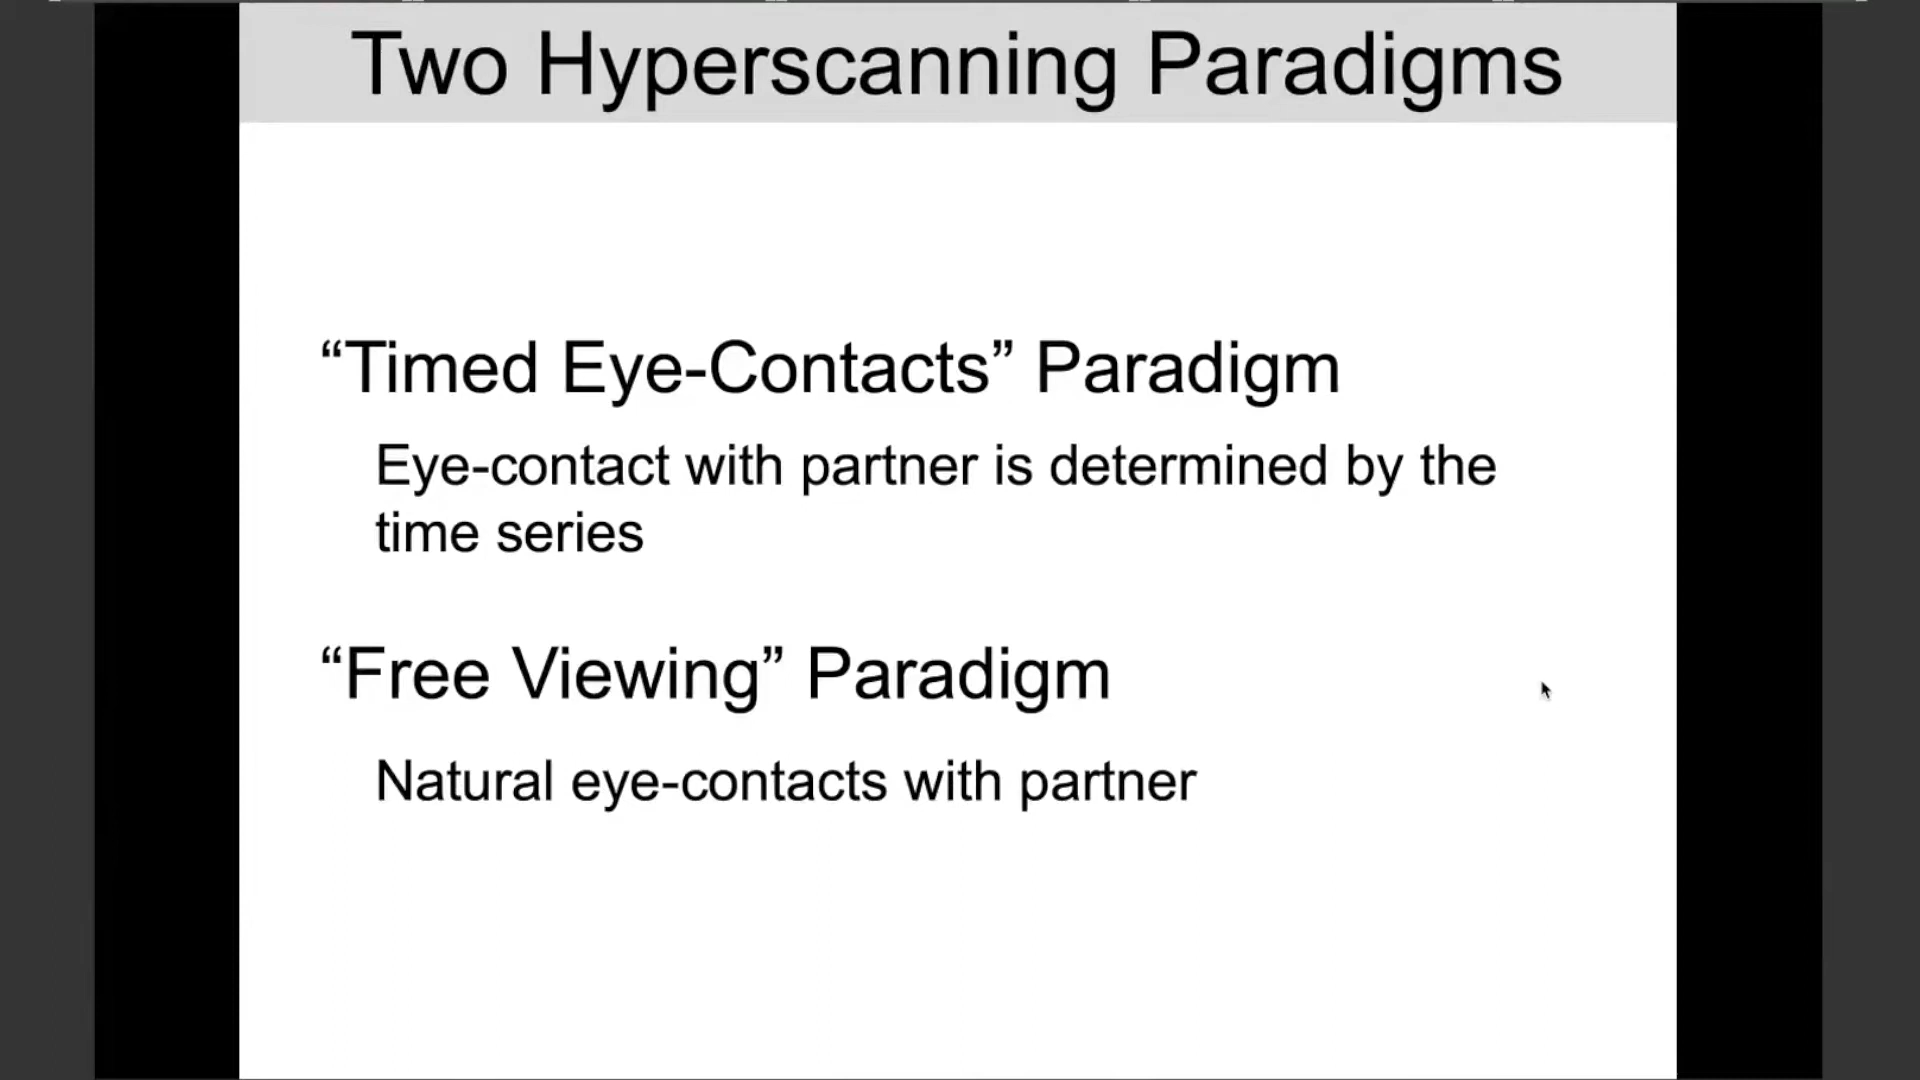 Two Hyperscanning Paradigms
“Timed Eye-Contacts” Paradigm
Eye-contact with partner is determined by the
time series
“Free Viewing” Paradigm
Natural eye-contacts with partner